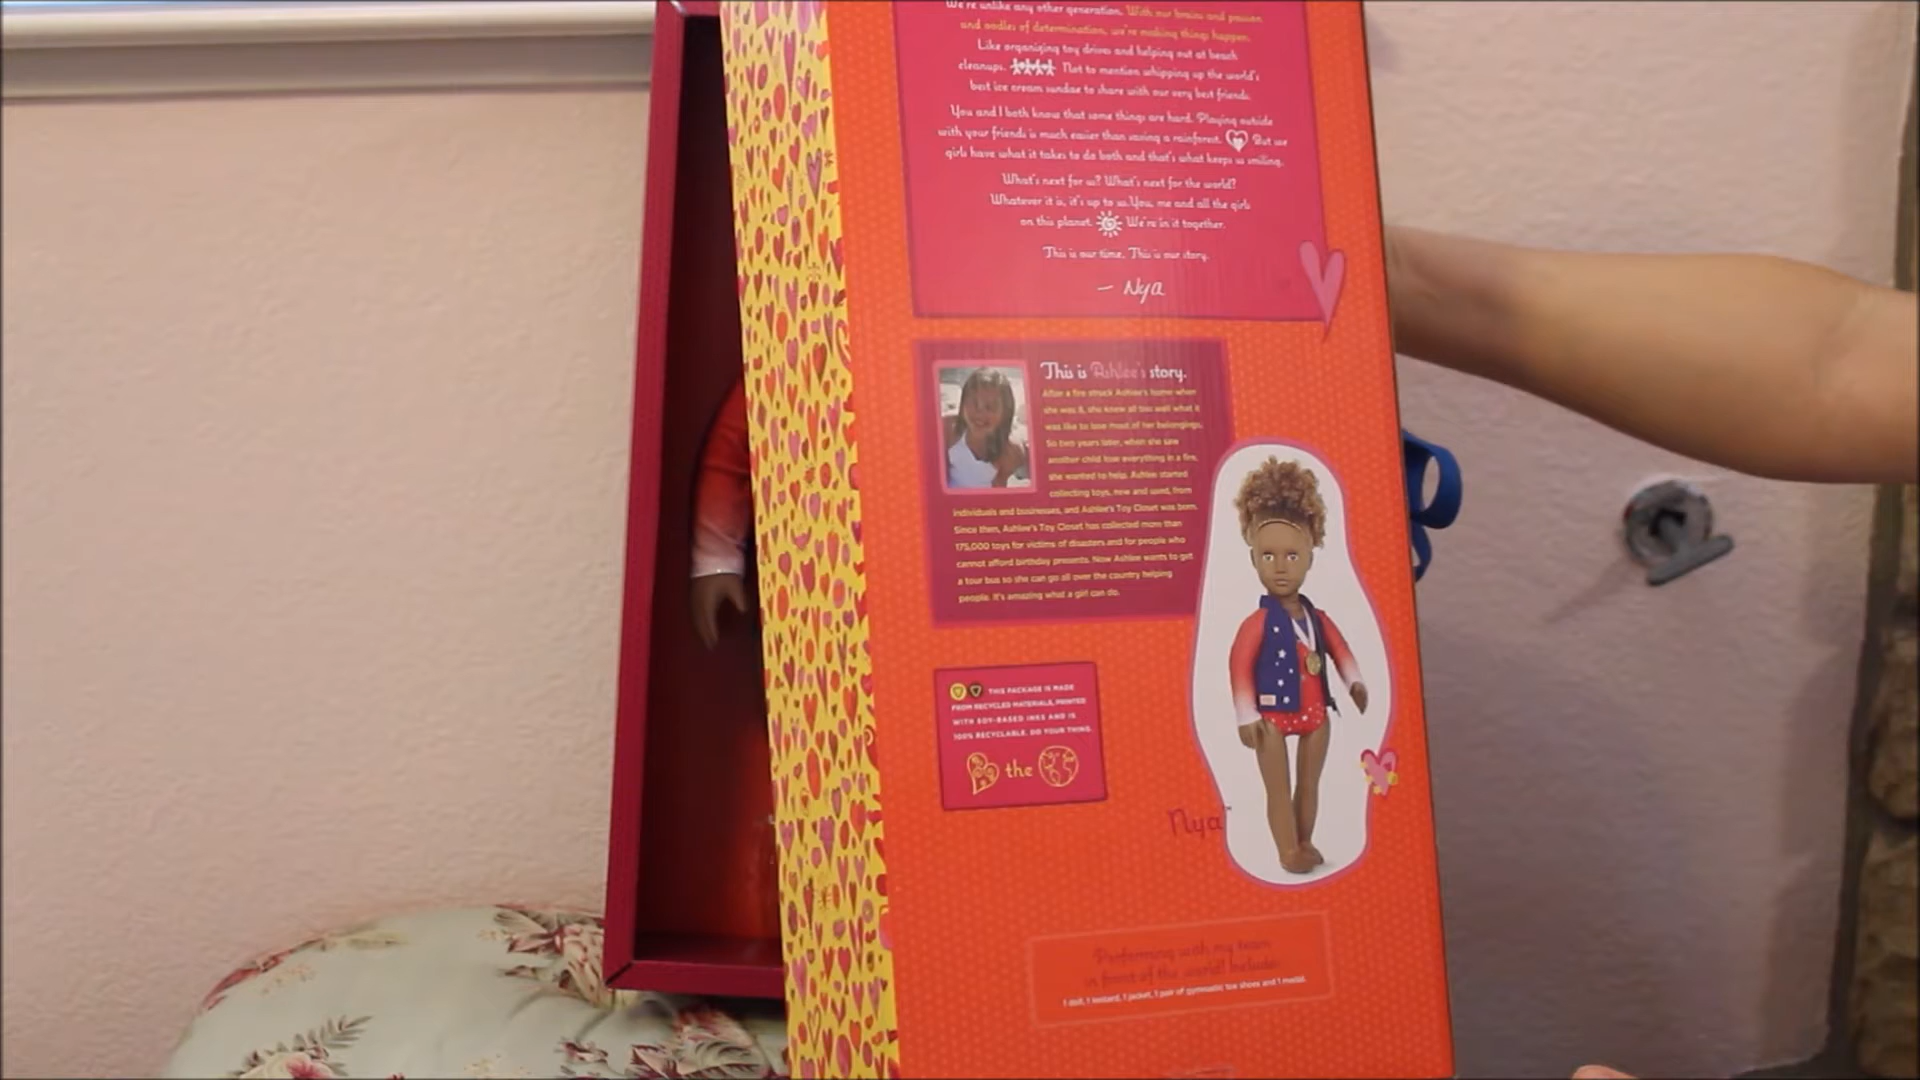 We're unlike any other generation. With our brains and passion
and oodles of determination, we're making things happen.
Like organizing toy drives and helping out at beach
cleanups. Not to mention whipping up the world's
best ice cream sundae to share with our very best friends.
You and I both know that some things are hard. Playing outside
with your friends is much easier than saving a rainforest. But we
girls have what it takes to do both and that's what keeps us smiling.
What's next for us? What's next for the world?
Whatever it is, it's up to us. You, me and all the girls
on this planet. We're in it together.
This is our time. This is our story.
– Nya
This is Ashlee's story.
After a fire struck Ashlee's home when
she was 8, she knew all too well what it
was like to lose most of her belongings.
So two years later, when she saw
another child lose everything in a fire,
she wanted to help. Ashlee started
collecting toys, new and used, from
individuals and businesses, and Ashlee's Toy Closet was born.
Since then, Ashlee's Toy Closet has collected more than
175,000 toys for victims of disasters and for people who
cannot afford birthday presents. Now Ashlee wants to get
a tour bus so she can go all over the country helping
people. It's amazing what a girl can do.
THIS PACKAGE IS MADE
FROM RECYCLED MATERIALS, PRINTED
WITH SOY-BASED INKS AND IS
100% RECYCLABLE. DO YOUR THING.
the
Nya™
Performing with my team
in front of the world! Includes:
1 doll, 1 leotard, 1 jacket, 1 pair of gymnastic toe shoes and 1 medal.